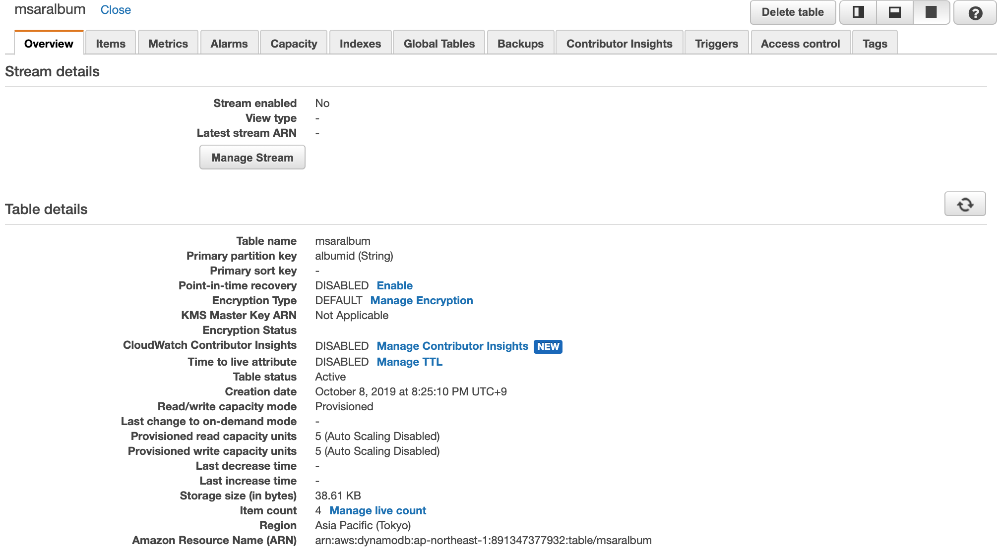 msaralbum Close Delete table
Overview Items Metrics Alarms Capacity Indexes Global Tables Backups Contributor Insights Triggers Access control Tags
Stream details
Stream enabled No
View type -
Latest stream ARN -
Manage Stream
Table details
Table name msaralbum
Primary partition key albumid (String)
Primary sort key -
Point-in-time recovery DISABLED Enable
Encryption Type DEFAULT Manage Encryption
KMS Master Key ARN Not Applicable
Encryption Status
CloudWatch Contributor Insights DISABLED Manage Contributor Insights NEW
Time to live attribute DISABLED Manage TTL
Table status Active
Creation date October 8, 2019 at 8:25:10 PM UTC+9
Read/write capacity mode Provisioned
Last change to on-demand mode -
Provisioned read capacity units 5 (Auto Scaling Disabled)
Provisioned write capacity units 5 (Auto Scaling Disabled)
Last decrease time -
Last increase time -
Storage size (in bytes) 38.61 KB
Item count 4 Manage live count
Region Asia Pacific (Tokyo)
Amazon Resource Name (ARN) arn:aws:dynamodb:ap-northeast-1:891347377932:table/msaralbum